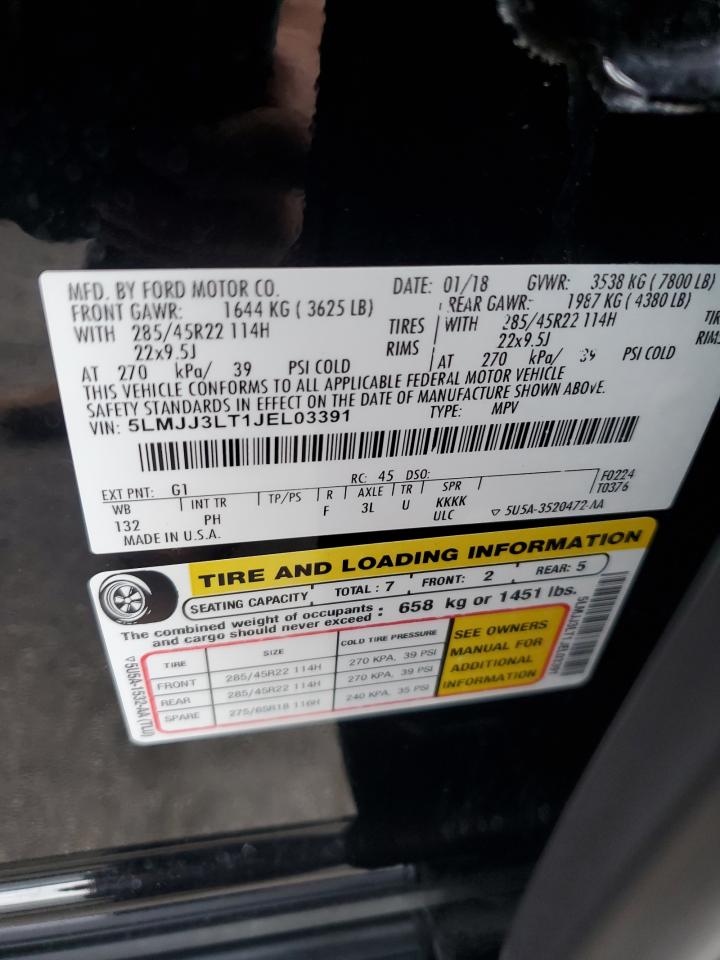 MFD. BY FORD MOTOR CO. DATE: 01/18 GVWR: 3538 KG ( 7800 LB)
FRONT GAWR: 1644 KG ( 3625 LB) REAR GAWR: 1987 KG ( 4380 LB)
WITH 285/45R22 114H TIRES WITH 285/45R22 114H
22x9.5J RIMS 22x9.5J
AT 270 kPa/ 39 PSI COLD AT 270 kPa/ 39 PSI COLD
THIS VEHICLE CONFORMS TO ALL APPLICABLE FEDERAL MOTOR VEHICLE
SAFETY STANDARDS IN EFFECT ON THE DATE OF MANUFACTURE SHOWN ABOVE.
VIN: 5LMJJ3LT1JEL03391 TYPE: MPV
EXT PNT: G1 RC: 45 DSO: F0224
WB INT TR TP/PS R AXLE TR SPR T0376
132 PH F 3L U KKKK
ULC ▽ 5U5A-3520472-AA
MADE IN U.S.A.
TIRE AND LOADING INFORMATION
SEATING CAPACITY TOTAL : 7 FRONT: 2 REAR: 5
The combined weight of occupants
and cargo should never exceed : 658 kg or 1451 lbs.
TIRE SIZE COLD TIRE PRESSURE
FRONT 285/45R22 114H 270 KPA, 39 PSI
REAR 285/45R22 114H 270 KPA, 39 PSI
SPARE 275/65R18 116H 240 KPA, 35 PSI
SEE OWNERS
MANUAL FOR
ADDITIONAL
INFORMATION
▽5U5A-1532-AA (TLU)
5LMJJ3LT1JEL03391